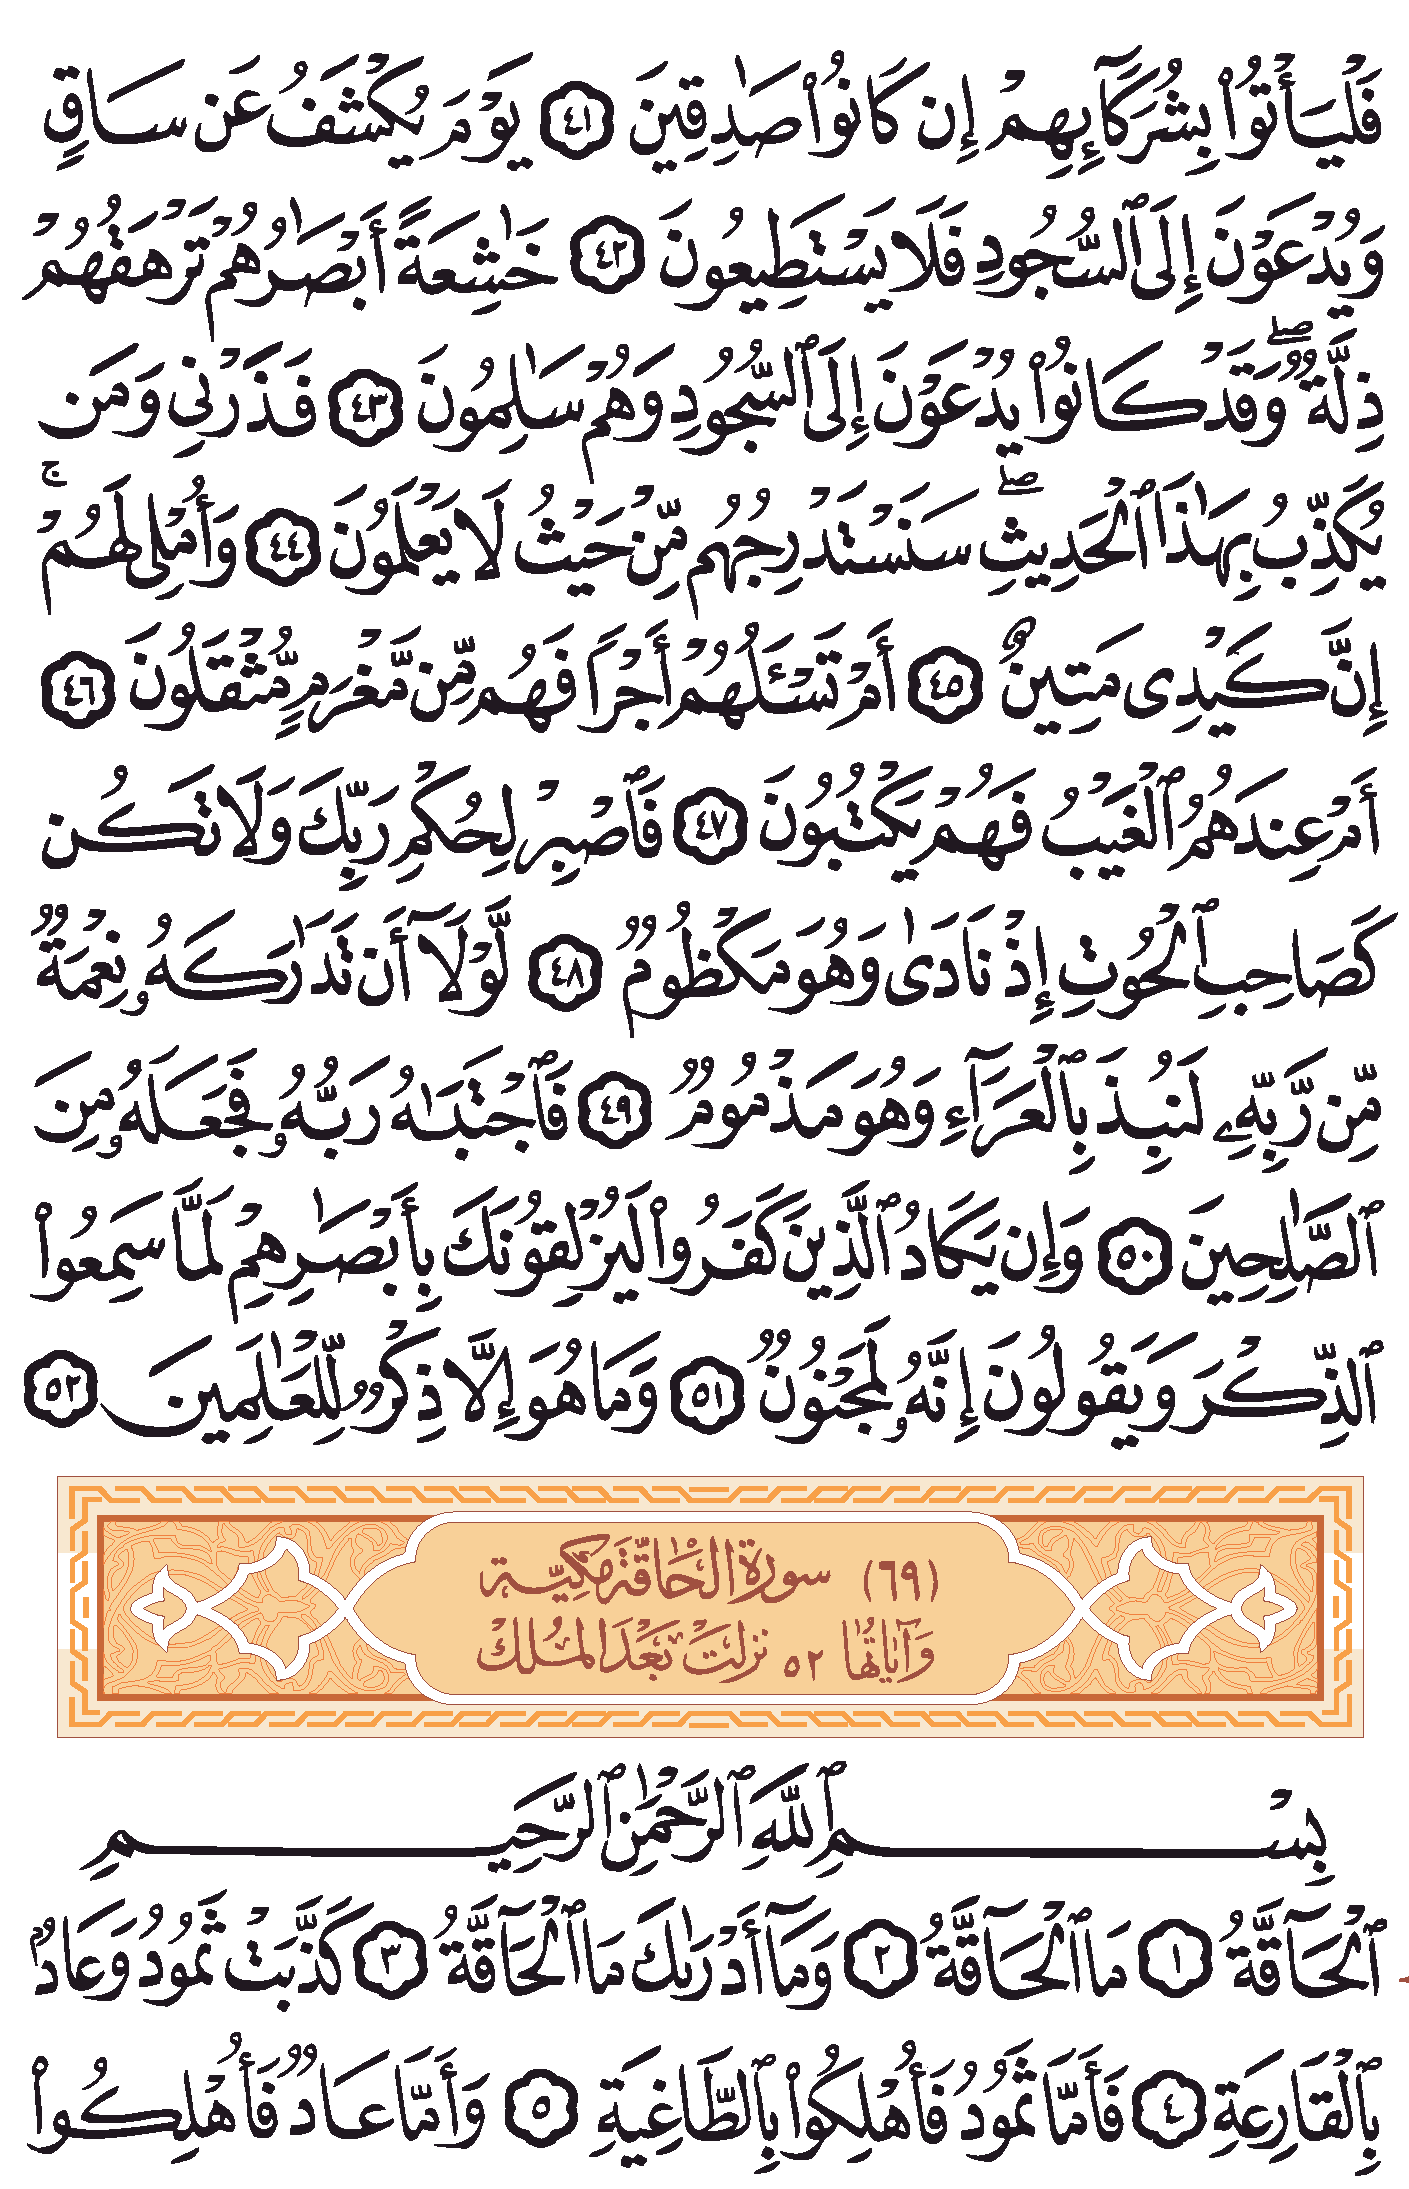 فَلْيَأْتُوا۟ بِشُرَكَآئِهِمْ إِن كَانُوا۟ صَـٰدِقِينَ ٤١ يَوْمَ يُكْشَفُ عَن سَاقٍ
وَيُدْعَوْنَ إِلَى ٱلسُّجُودِ فَلَا يَسْتَطِيعُونَ ٤٢ خَـٰشِعَةً أَبْصَـٰرُهُمْ تَرْهَقُهُمْ
ذِلَّةٌ ۖ وَقَدْ كَانُوا۟ يُدْعَوْنَ إِلَى ٱلسُّجُودِ وَهُمْ سَـٰلِمُونَ ٤٣ فَذَرْنِى وَمَن
يُكَذِّبُ بِهَـٰذَا ٱلْحَدِيثِ ۖ سَنَسْتَدْرِجُهُم مِّنْ حَيْثُ لَا يَعْلَمُونَ ٤٤ وَأُمْلِى لَهُمْ ۚ
إِنَّ كَيْدِى مَتِينٌ ٤٥ أَمْ تَسْـَٔلُهُمْ أَجْرًا فَهُم مِّن مَّغْرَمٍ مُّثْقَلُونَ ٤٦
أَمْ عِندَهُمُ ٱلْغَيْبُ فَهُمْ يَكْتُبُونَ ٤٧ فَٱصْبِرْ لِحُكْمِ رَبِّكَ وَلَا تَكُن
كَصَاحِبِ ٱلْحُوتِ إِذْ نَادَىٰ وَهُوَ مَكْظُومٌ ٤٨ لَّوْلَآ أَن تَدَٰرَكَهُۥ نِعْمَةٌ
مِّن رَّبِّهِۦ لَنُبِذَ بِٱلْعَرَآءِ وَهُوَ مَذْمُومٌ ٤٩ فَٱجْتَبَـٰهُ رَبُّهُۥ فَجَعَلَهُۥ مِنَ
ٱلصَّـٰلِحِينَ ٥٠ وَإِن يَكَادُ ٱلَّذِينَ كَفَرُوا۟ لَيُزْلِقُونَكَ بِأَبْصَـٰرِهِمْ لَمَّا سَمِعُوا۟
ٱلذِّكْرَ وَيَقُولُونَ إِنَّهُۥ لَمَجْنُونٌ ٥١ وَمَا هُوَ إِلَّا ذِكْرٌ لِّلْعَـٰلَمِينَ ٥٢
(٦٩) سورة الحاقة مكية
وآياتها ٥٢ نزلت بعد الملك
بِسْمِ ٱللَّهِ ٱلرَّحْمَـٰنِ ٱلرَّحِيمِ
ٱلْحَآقَّةُ ١ مَا ٱلْحَآقَّةُ ٢ وَمَآ أَدْرَىٰكَ مَا ٱلْحَآقَّةُ ٣ كَذَّبَتْ ثَمُودُ وَعَادٌۢ
بِٱلْقَارِعَةِ ٤ فَأَمَّا ثَمُودُ فَأُهْلِكُوا۟ بِٱلطَّاغِيَةِ ٥ وَأَمَّا عَادٌ فَأُهْلِكُوا۟